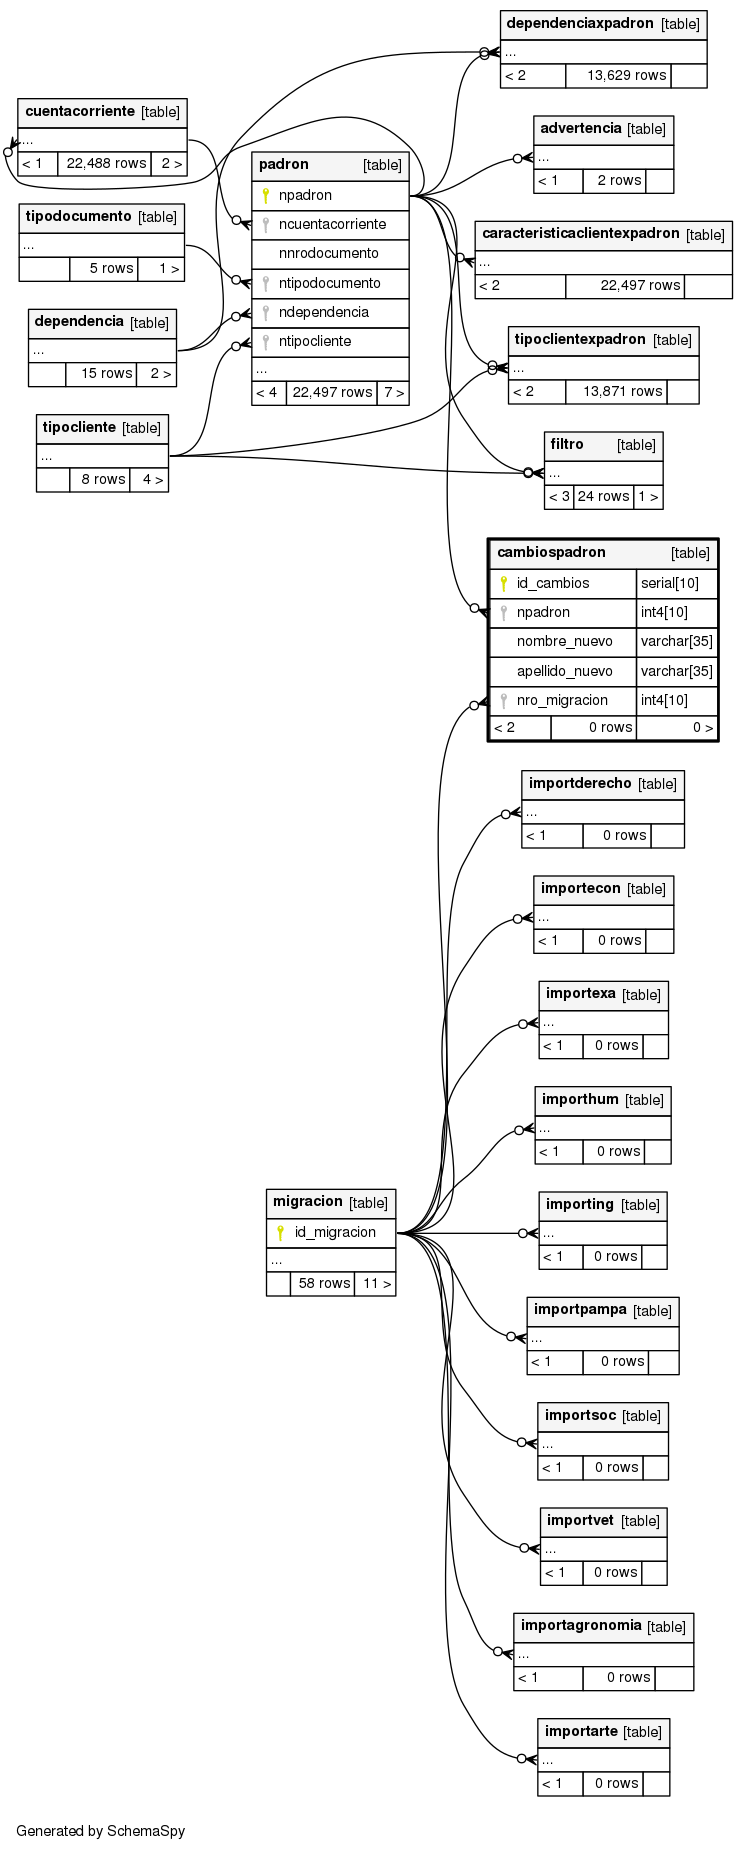 dependenciaxpadron [table]
...
< 2 13,629 rows
cuentacorriente [table]
...
< 1 22,488 rows 2 >
advertencia [table]
...
< 1 2 rows
padron [table]
npadron
ncuentacorriente
nnrodocumento
ntipodocumento
ndependencia
ntipocliente
...
< 4 22,497 rows 7 >
tipodocumento [table]
...
5 rows 1 >
caracteristicaclientexpadron [table]
...
< 2 22,497 rows
dependencia [table]
...
15 rows 2 >
tipoclientexpadron [table]
...
< 2 13,871 rows
tipocliente [table]
...
8 rows 4 >
filtro [table]
...
< 3 24 rows 1 >
cambiospadron [table]
id_cambios serial[10]
npadron int4[10]
nombre_nuevo varchar[35]
apellido_nuevo varchar[35]
nro_migracion int4[10]
< 2 0 rows 0 >
importderecho [table]
...
< 1 0 rows
importecon [table]
...
< 1 0 rows
importexa [table]
...
< 1 0 rows
importhum [table]
...
< 1 0 rows
migracion [table]
id_migracion
...
58 rows 11 >
importing [table]
...
< 1 0 rows
importpampa [table]
...
< 1 0 rows
importsoc [table]
...
< 1 0 rows
importvet [table]
...
< 1 0 rows
importagronomia [table]
...
< 1 0 rows
importarte [table]
...
< 1 0 rows
Generated by SchemaSpy